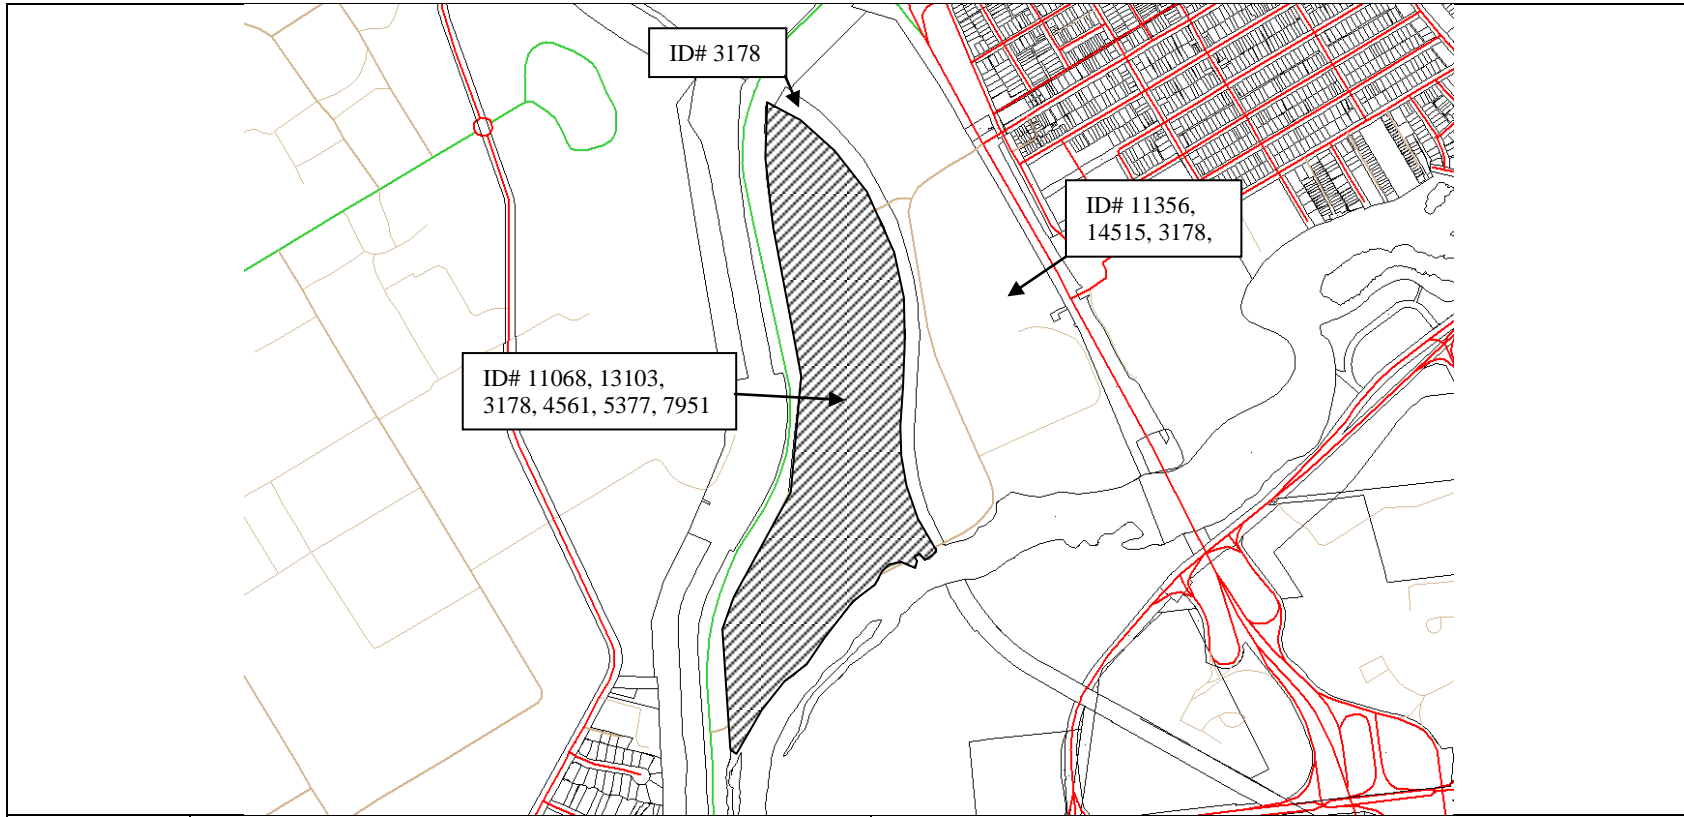 ID# 3178
ID# 11356,
14515, 3178,
ID# 11068, 13103,
3178, 4561, 5377, 7951